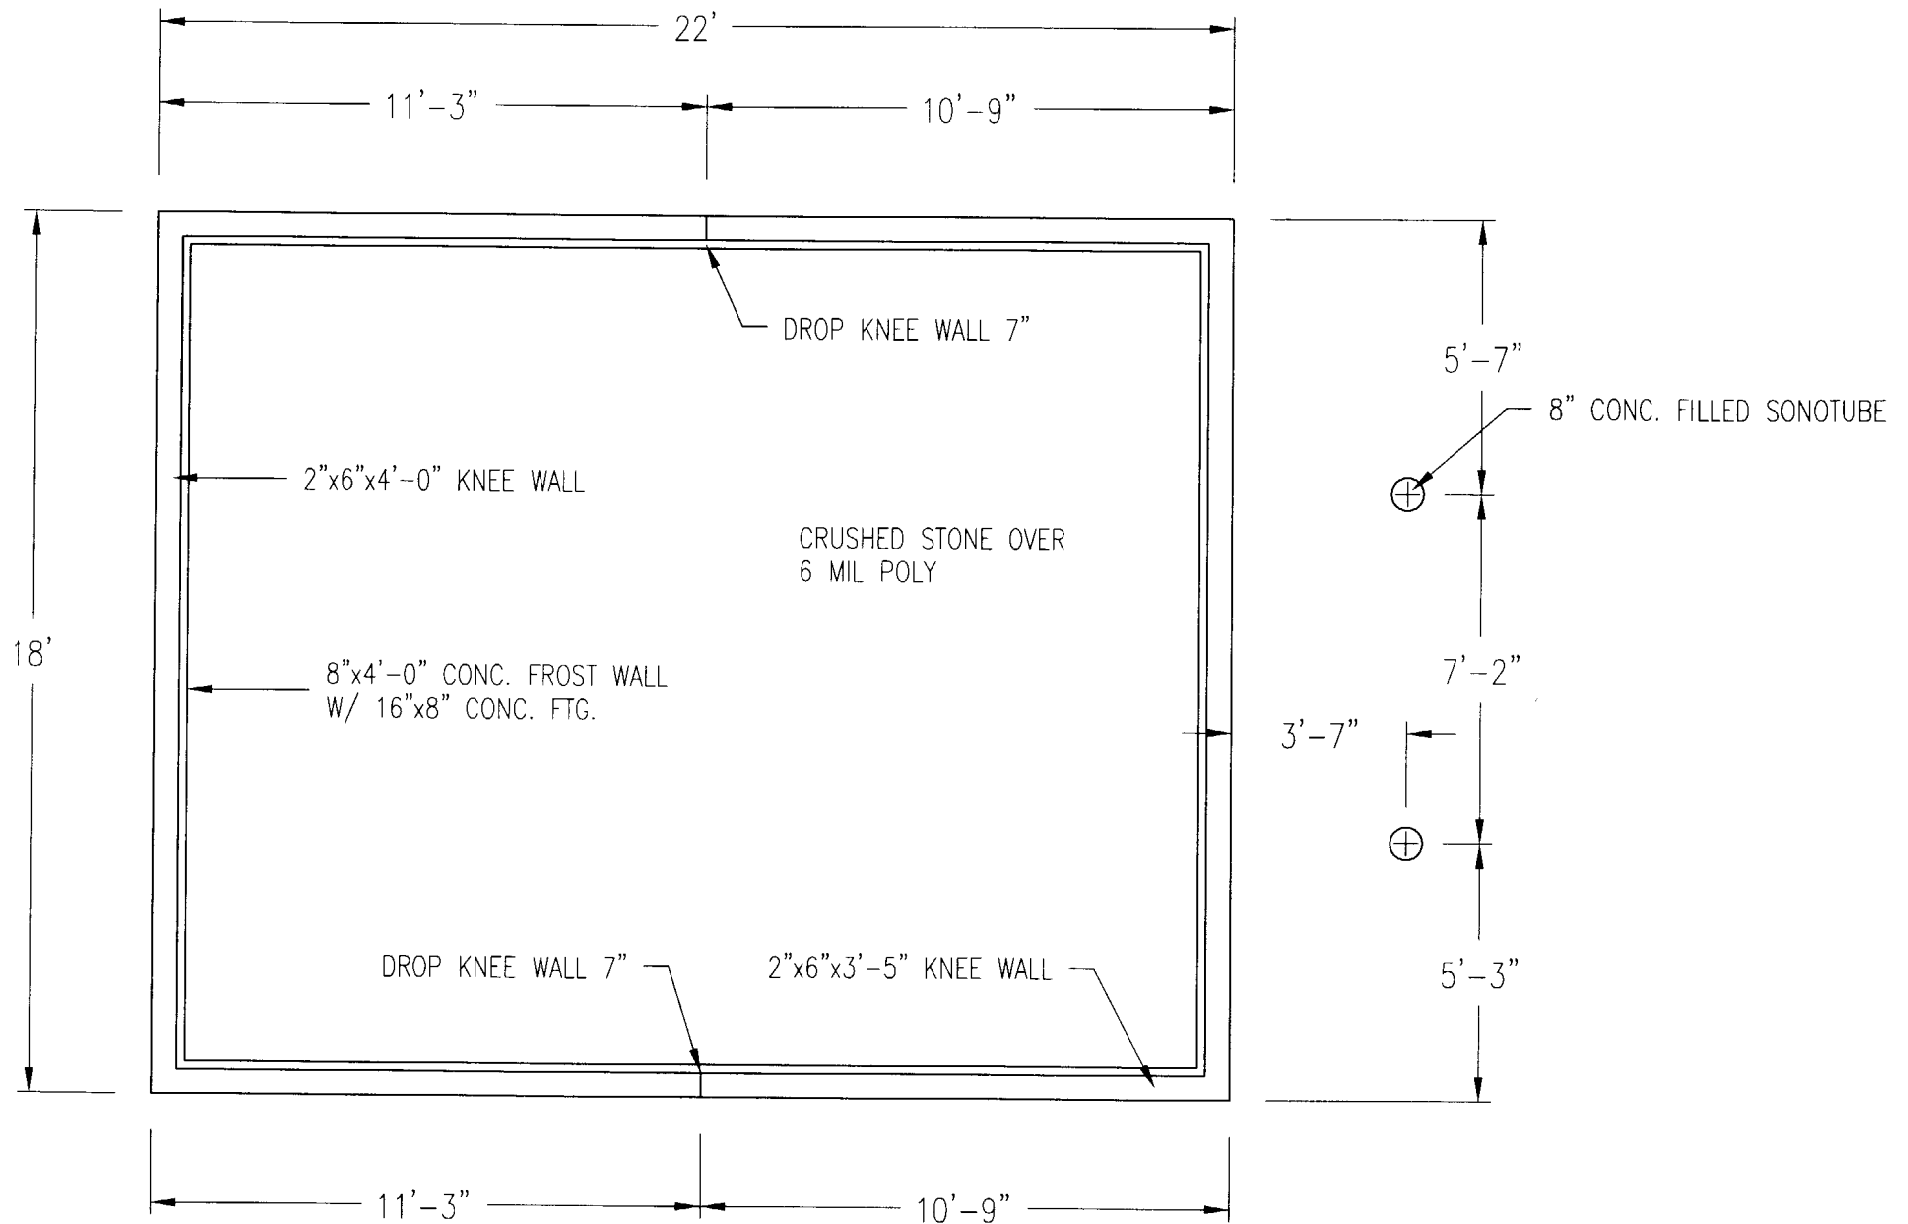 22'
11'-3"
10'-9"
DROP KNEE WALL 7"
5'-7"
8" CONC. FILLED SONOTUBE
2"x6"x4'-0" KNEE WALL
CRUSHED STONE OVER
6 MIL POLY
18'
8"x4'-0" CONC. FROST WALL
W/ 16"x8" CONC. FTG.
7'-2"
3'-7"
DROP KNEE WALL 7"
2"x6"x3'-5" KNEE WALL
5'-3"
11'-3"
10'-9"